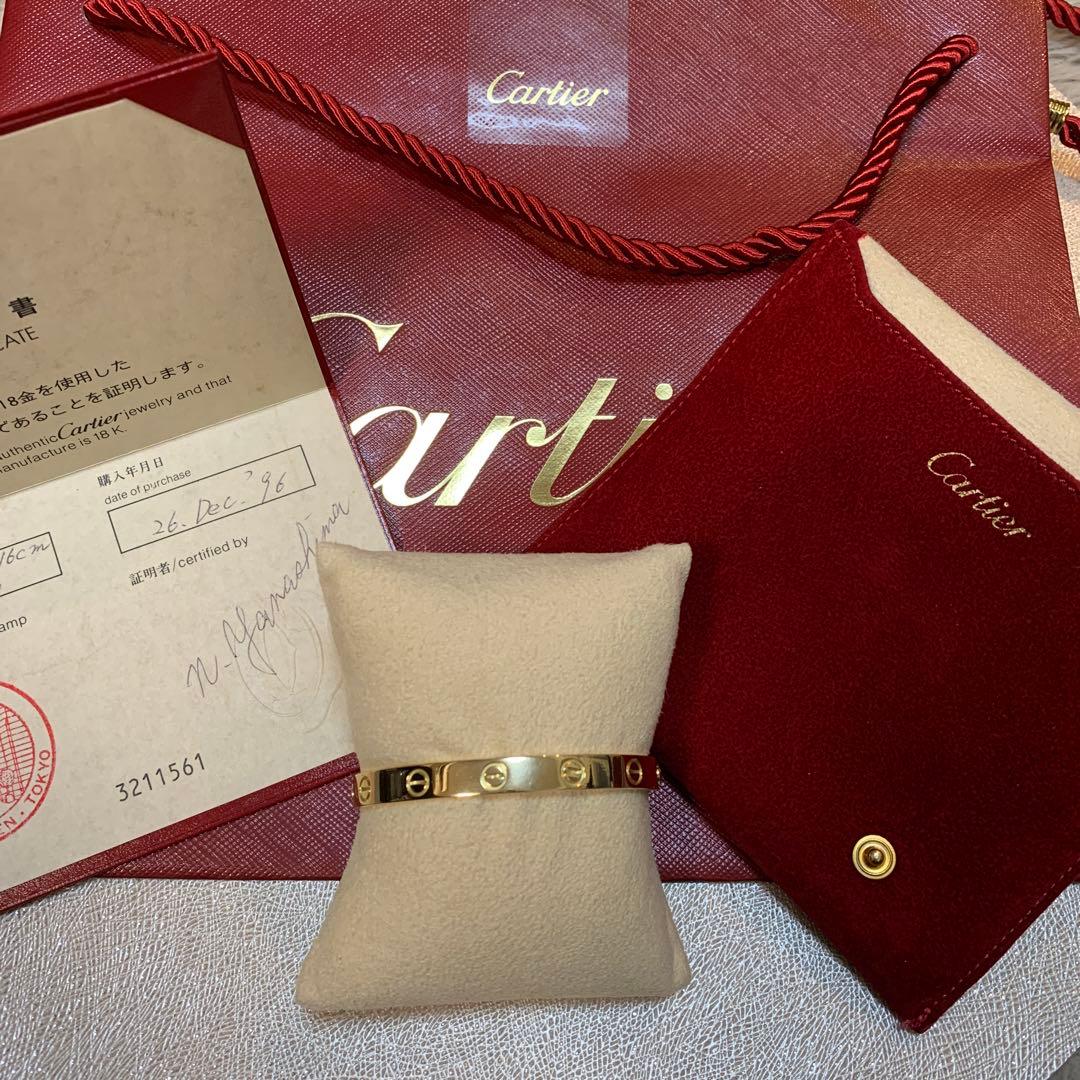 Cartier
Cartier
Cartier
書
CATE
18金を使用した
であることを証明します。
authentic Cartier jewelry and that
manufacture is 18 K.
購入年月日
date of purchase
26. Dec. '96
16cm
証明者/certified by
N. Yamashima
amp
TOKYO
3211561